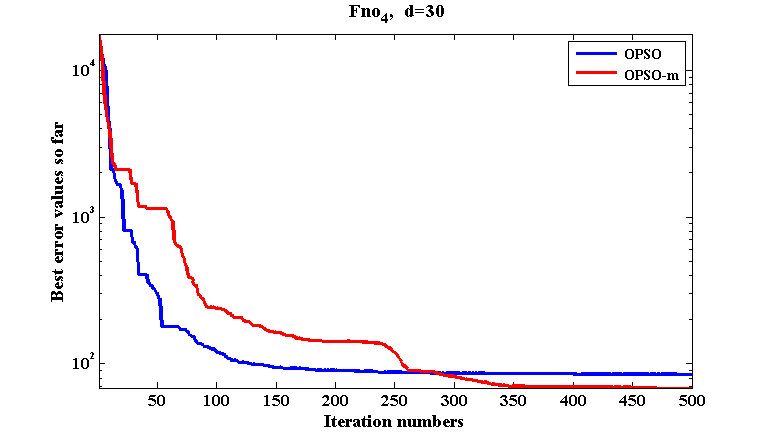 Fno4, d=30
OPSO
OPSO-m
10^4
10^3
10^2
Best error values so far
50 100 150 200 250 300 350 400 450 500
Iteration numbers